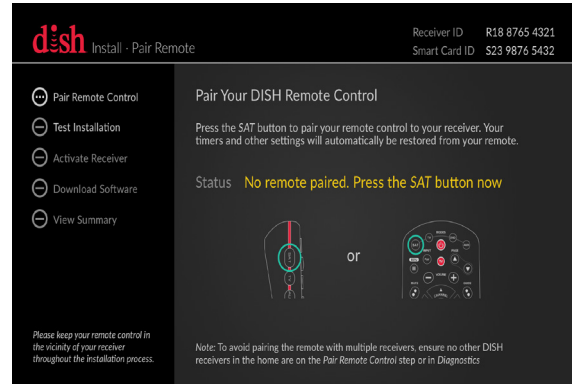 dish Install - Pair Remote
Receiver ID R18 8765 4321
Smart Card ID S23 9876 5432
Pair Remote Control
Test Installation
Activate Receiver
Download Software
View Summary
Please keep your remote control in
the vicinity of your receiver
throughout the installation process.
Pair Your DISH Remote Control
Press the SAT button to pair your remote control to your receiver. Your
timers and other settings will automatically be restored from your remote.
Status No remote paired. Press the SAT button now
or
SAT
Note: To avoid pairing the remote with multiple receivers, ensure no other DISH
receivers in the home are on the Pair Remote Control step or in Diagnostics